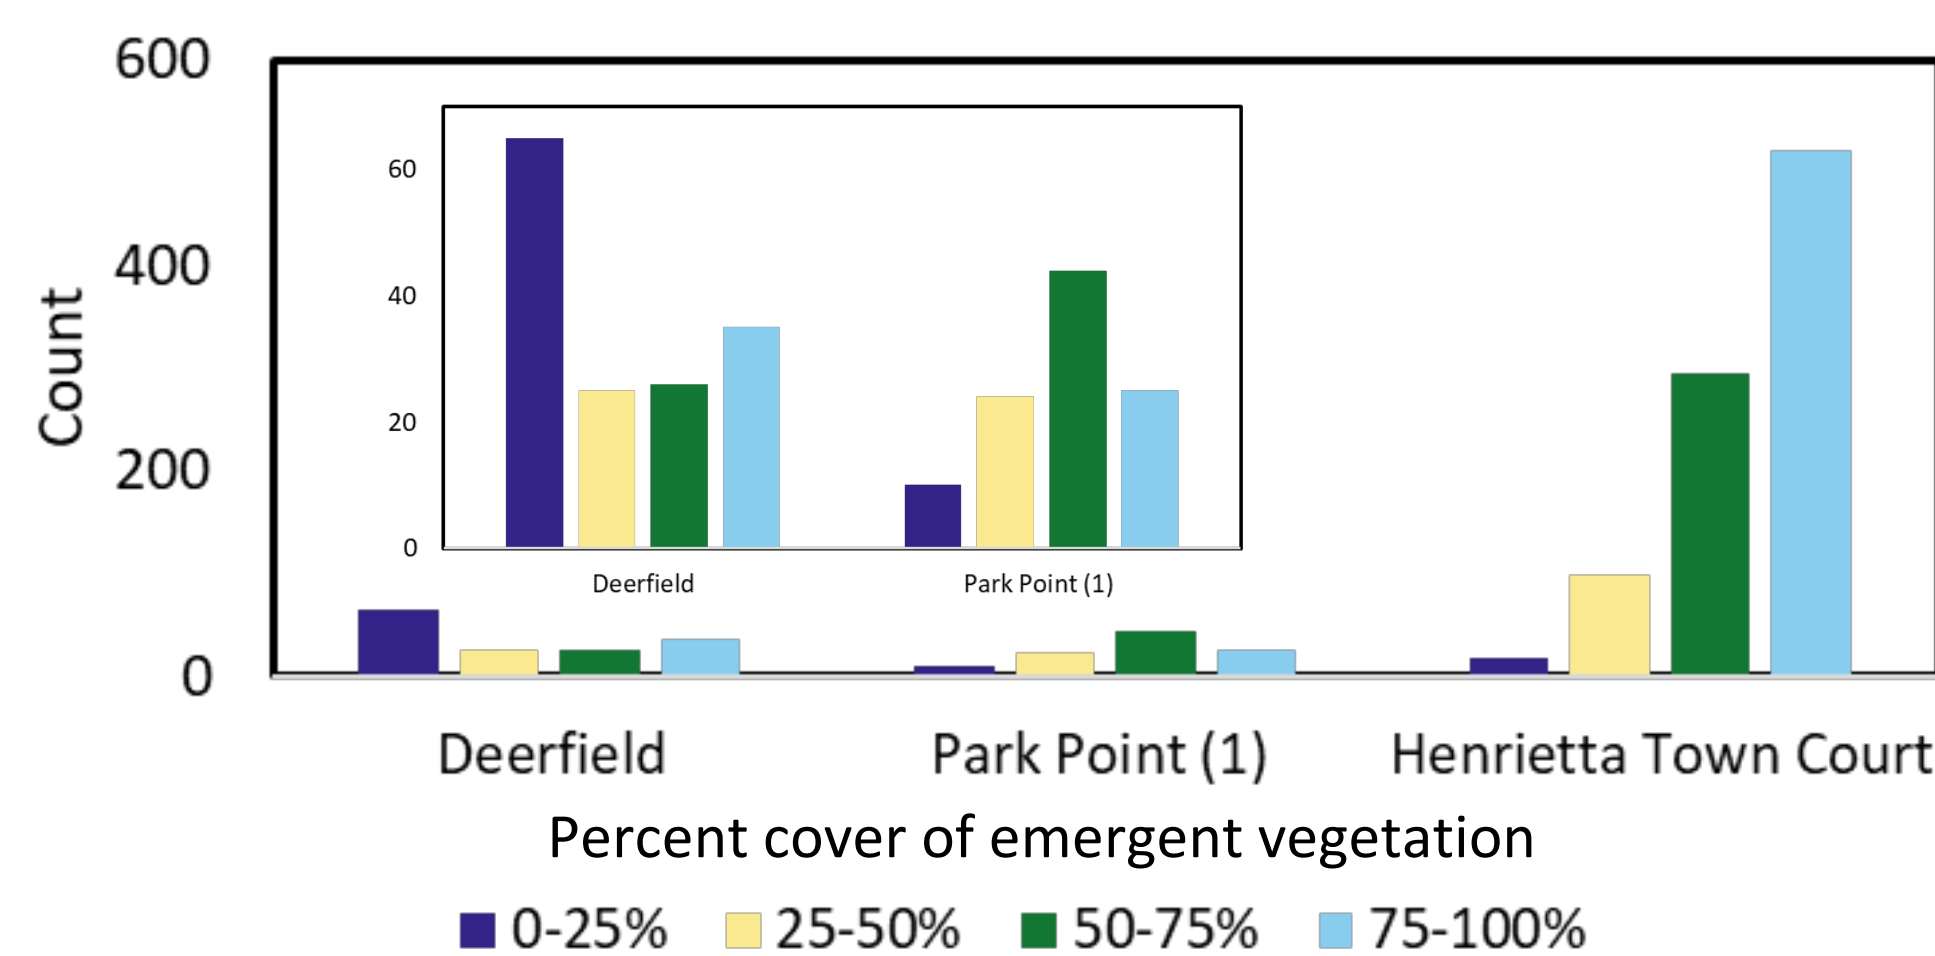 600
400
200
0
Count
60
40
20
0
Deerfield Park Point (1)
Deerfield Park Point (1) Henrietta Town Court
Percent cover of emergent vegetation
0-25% 25-50% 50-75% 75-100%